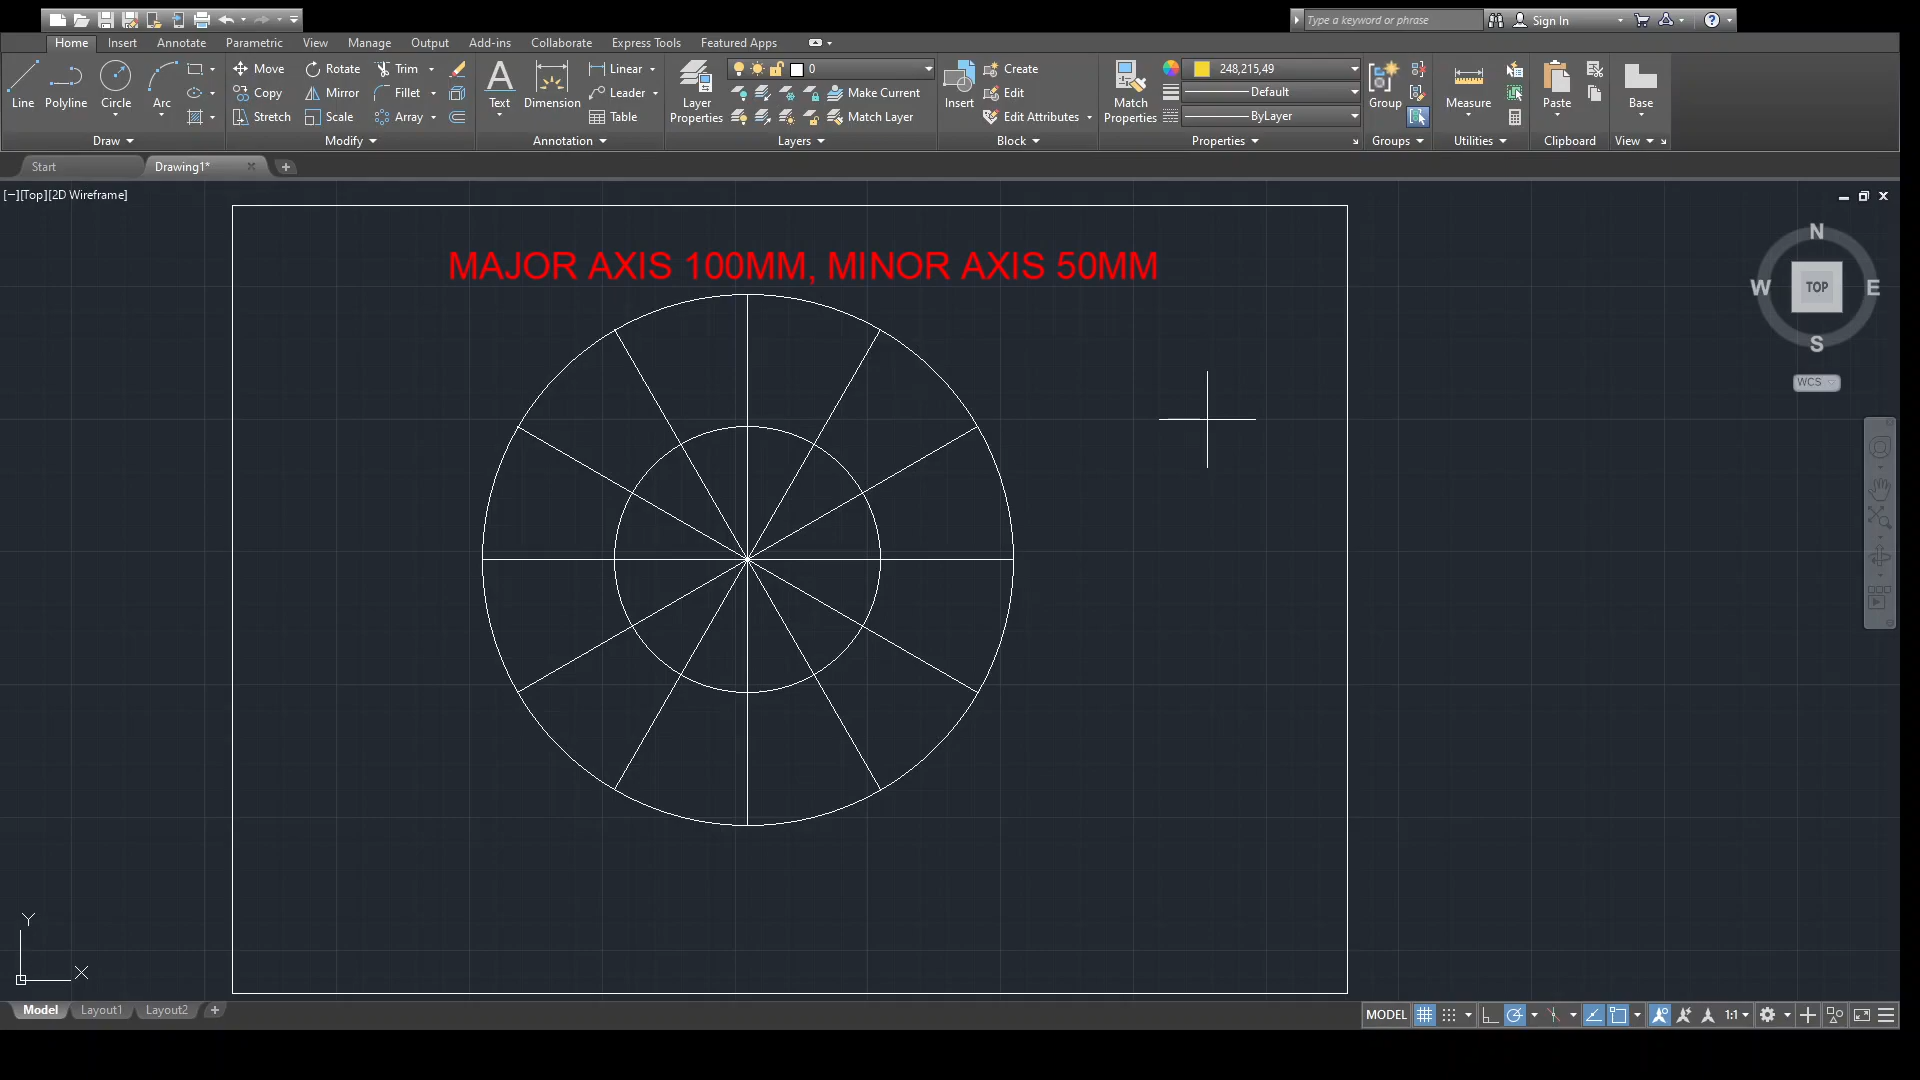 Type a keyword or phrase
Sign In
Home
Insert
Annotate
Parametric
View
Manage
Output
Add-ins
Collaborate
Express Tools
Featured Apps
Line
Polyline
Circle
Arc
Draw
Move
Rotate
Trim
Copy
Mirror
Fillet
Stretch
Scale
Array
Modify
Text
Dimension
Linear
Leader
Table
Annotation
Layer
Properties
0
Make Current
Match Layer
Layers
Insert
Create
Edit
Edit Attributes
Block
Match
Properties
248,215,49
Default
ByLayer
Properties
Group
Groups
Measure
Utilities
Paste
Clipboard
Base
View
Start
Drawing1*
[−][Top][2D Wireframe]
MAJOR AXIS 100MM, MINOR AXIS 50MM
N
W
TOP
E
S
WCS
Y
X
Model
Layout1
Layout2
MODEL
1:1